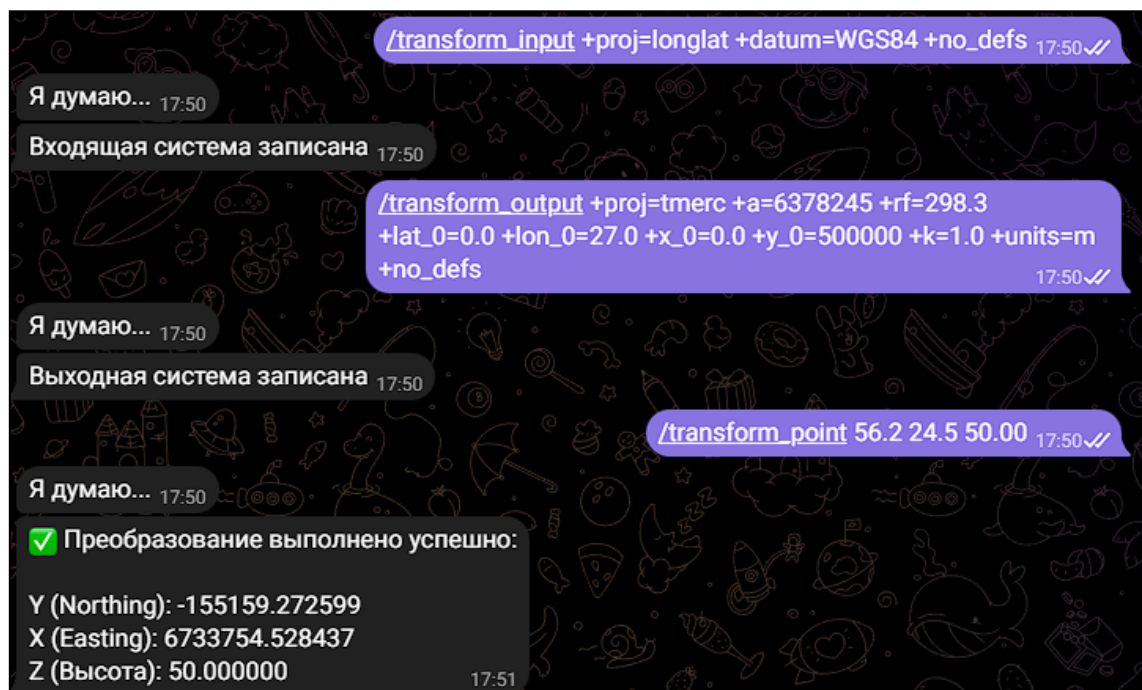 /transform_input +proj=longlat +datum=WGS84 +no_defs 17:50
Я думаю... 17:50
Входящая система записана 17:50
/transform_output +proj=tmerc +a=6378245 +rf=298.3
+lat_0=0.0 +lon_0=27.0 +x_0=0.0 +y_0=500000 +k=1.0 +units=m
+no_defs 17:50
Я думаю... 17:50
Выходная система записана 17:50
/transform_point 56.2 24.5 50.00 17:50
Я думаю... 17:50
✅ Преобразование выполнено успешно:
Y (Northing): -155159.272599
X (Easting): 6733754.528437
Z (Высота): 50.000000 17:51